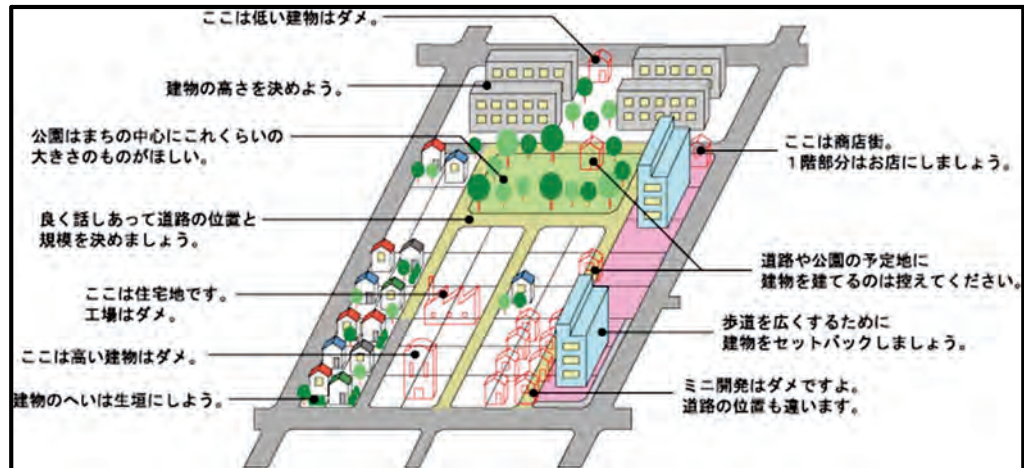 ここは低い建物はダメ。
建物の高さを決めよう。
公園はまちの中心にこれくらいの
大きさのものがほしい。
良く話しあって道路の位置と
規模を決めましょう。
ここは住宅地です。
工場はダメ。
ここは高い建物はダメ。
建物のへいは生垣にしよう。
ここは商店街。
１階部分はお店にしましょう。
道路や公園の予定地に
建物を建てるのは控えてください。
歩道を広くするために
建物をセットバックしましょう。
ミニ開発はダメですよ。
道路の位置も違います。